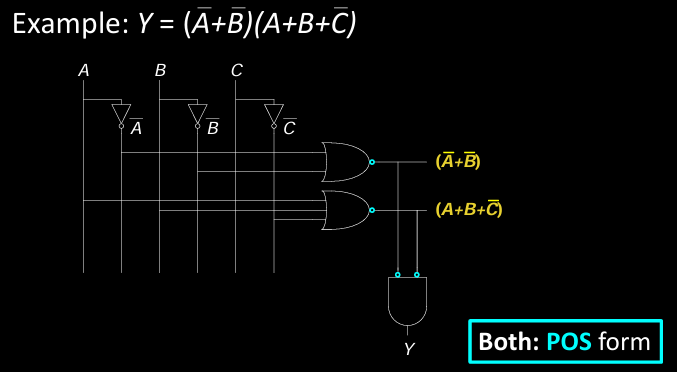 Example: Y = (A̅+B̅)(A+B+C̅)
A B C
A̅ B̅ C̅
(A̅+B̅)
(A+B+C̅)
Y
Both: POS form